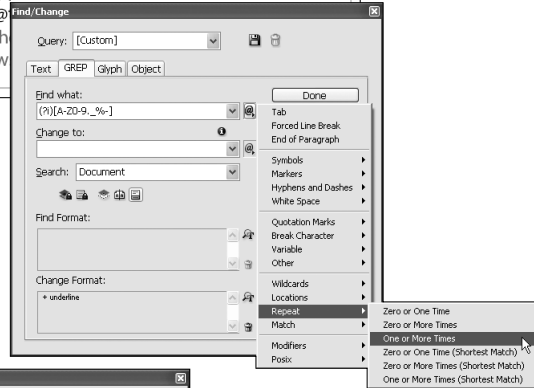 Find/Change
Query: [Custom]
Text GREP Glyph Object
Find what:
(?i)[A-Z0-9._%-]
Done
Change to:
Search: Document
Find Format:
Change Format:
+ underline
Tab
Forced Line Break
End of Paragraph
Symbols
Markers
Hyphens and Dashes
White Space
Quotation Marks
Break Character
Variable
Other
Wildcards
Locations
Repeat
Match
Modifiers
Posix
Zero or One Time
Zero or More Times
One or More Times
Zero or One Time (Shortest Match)
Zero or More Times (Shortest Match)
One or More Times (Shortest Match)